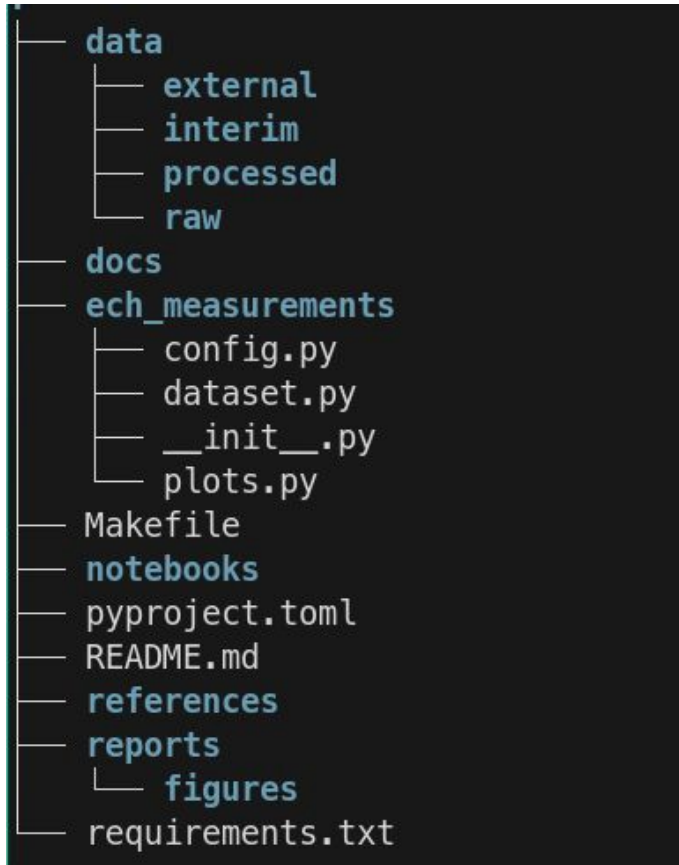 data
external
interim
processed
raw
docs
ech_measurements
config.py
dataset.py
__init__.py
plots.py
Makefile
notebooks
pyproject.toml
README.md
references
reports
figures
requirements.txt